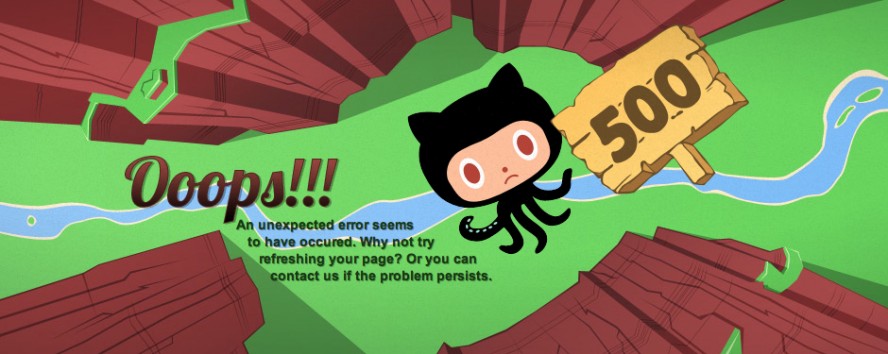 500
Ooops!!!
An unexpected error seems
to have occured. Why not try
refreshing your page? Or you can
contact us if the problem persists.